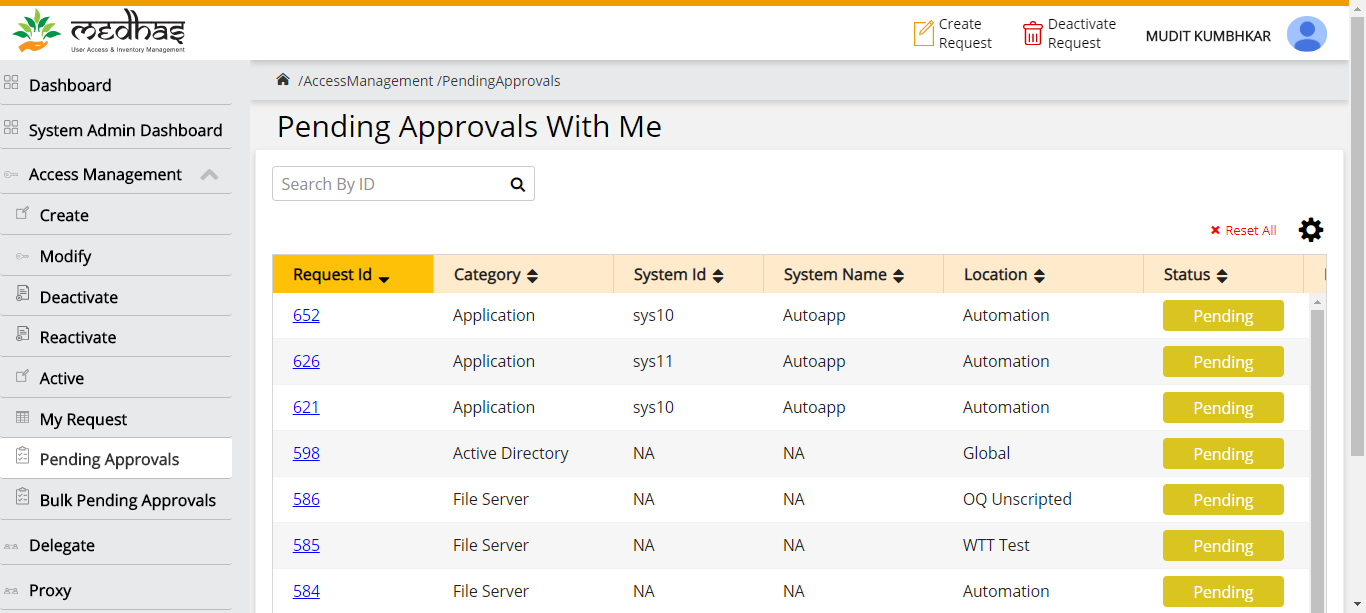 medhas
User Access & Inventory Management
Create
Request
Deactivate
Request
MUDIT KUMBHKAR
Dashboard
System Admin Dashboard
Access Management
Create
Modify
Deactivate
Reactivate
Active
My Request
Pending Approvals
Bulk Pending Approvals
Delegate
Proxy
/AccessManagement /PendingApprovals
Pending Approvals With Me
Search By ID
Reset All
Request Id Category System Id System Name Location Status
652 Application sys10 Autoapp Automation Pending
626 Application sys11 Autoapp Automation Pending
621 Application sys10 Autoapp Automation Pending
598 Active Directory NA NA Global Pending
586 File Server NA NA OQ Unscripted Pending
585 File Server NA NA WTT Test Pending
584 File Server NA NA Automation Pending